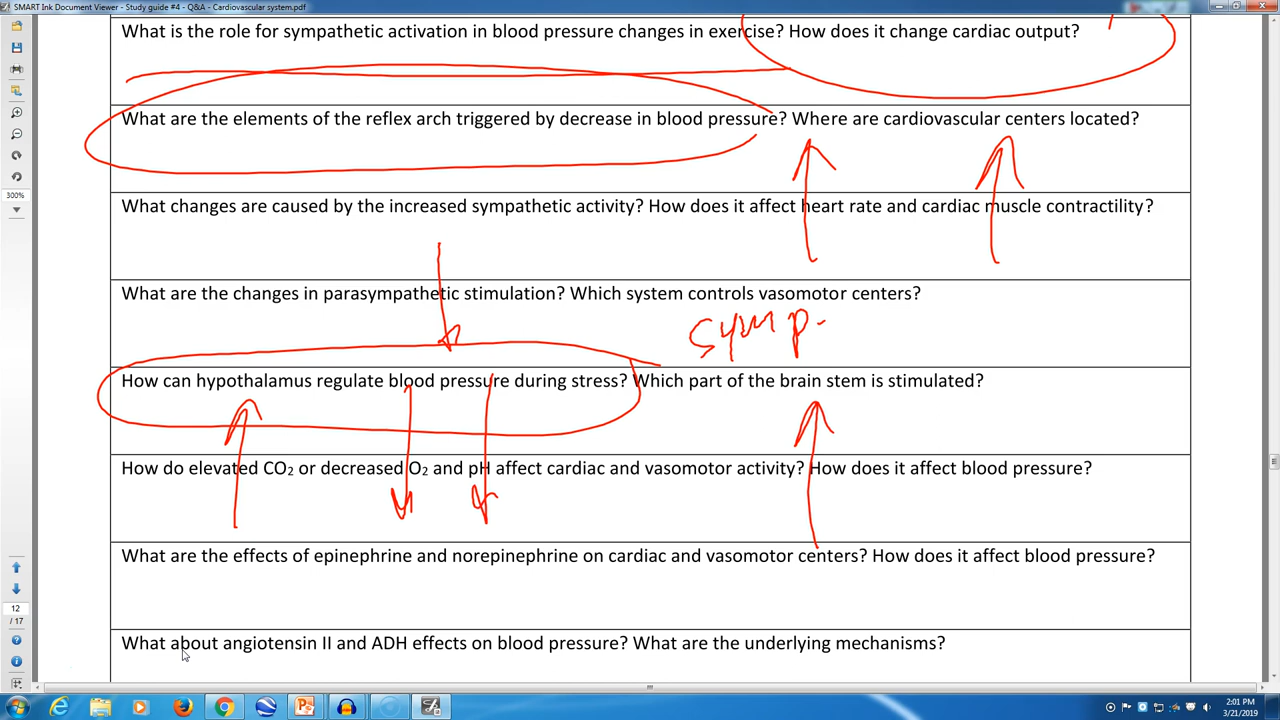 SMART Ink Document Viewer - Study guide #4 - Q&A - Cardiovascular system.pdf
What is the role for sympathetic activation in blood pressure changes in exercise? How does it change cardiac output?
What are the elements of the reflex arch triggered by decrease in blood pressure? Where are cardiovascular centers located?
300%
What changes are caused by the increased sympathetic activity? How does it affect heart rate and cardiac muscle contractility?
What are the changes in parasympathetic stimulation? Which system controls vasomotor centers?
symp.
How can hypothalamus regulate blood pressure during stress? Which part of the brain stem is stimulated?
How do elevated CO₂ or decreased O₂ and pH affect cardiac and vasomotor activity? How does it affect blood pressure?
What are the effects of epinephrine and norepinephrine on cardiac and vasomotor centers? How does it affect blood pressure?
12
/ 17
What about angiotensin II and ADH effects on blood pressure? What are the underlying mechanisms?
2:01 PM
3/21/2019